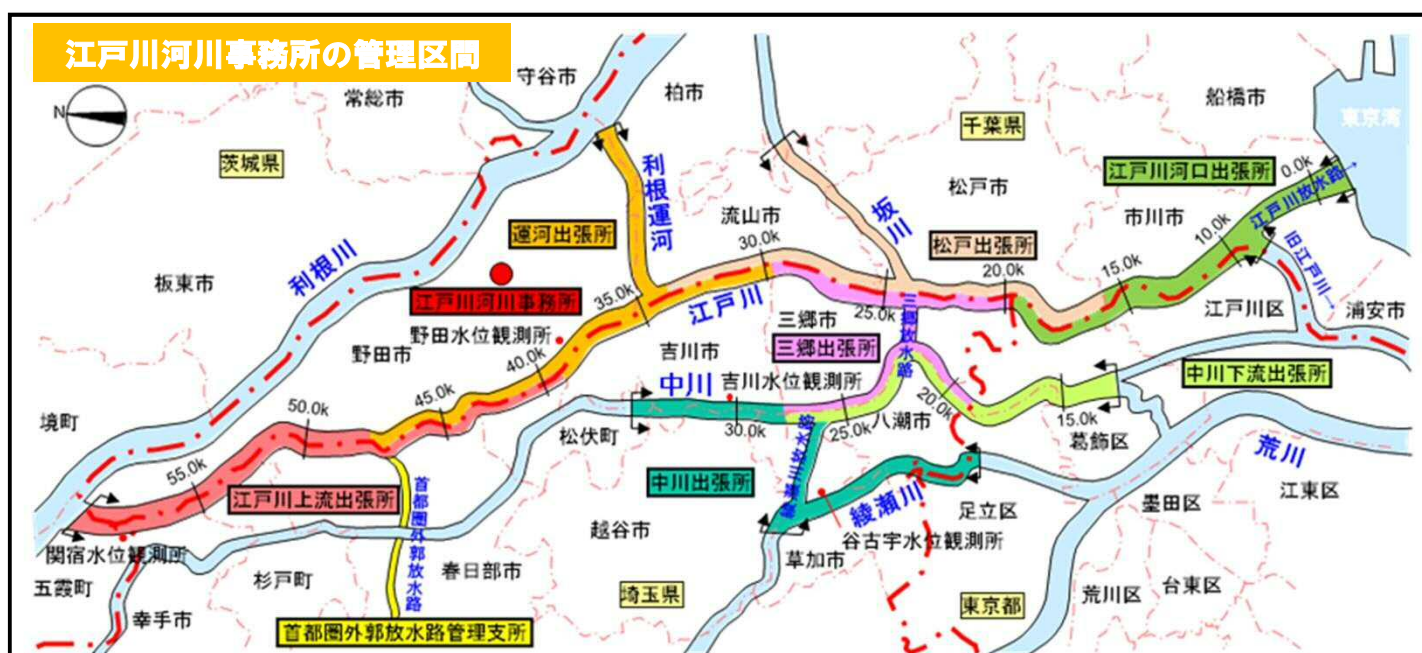 江戸川河川事務所の管理区間
N
常総市
守谷市
柏市
船橋市
東京湾
千葉県
茨城県
利根運河
松戸市
江戸川河口出張所
0.0k
江戸川放水路→
流山市
坂川
市川市
運河出張所
30.0k
松戸出張所
10.0k
旧江戸川→
板東市
利根川
江戸川河川事務所
35.0k
江戸川
20.0k
15.0k
25.0k
三郷放水路
江戸川区
浦安市
三郷市
野田水位観測所
野田市
40.0k
吉川市
三郷出張所
中川
吉川水位観測所
中川下流出張所
45.0k
50.0k
20.0k
15.0k
境町
松伏町
30.0k
25.0k
八潮市
葛飾区
荒川
55.0k
江戸川上流出張所
首都圏外郭放水路
中川出張所
綾瀬川放水路
綾瀬川
足立区
墨田区
江東区
越谷市
谷古宇水位観測所
関宿水位観測所
五霞町
杉戸町
春日部市
草加市
埼玉県
東京都
荒川区
台東区
幸手市
首都圏外郭放水路管理支所